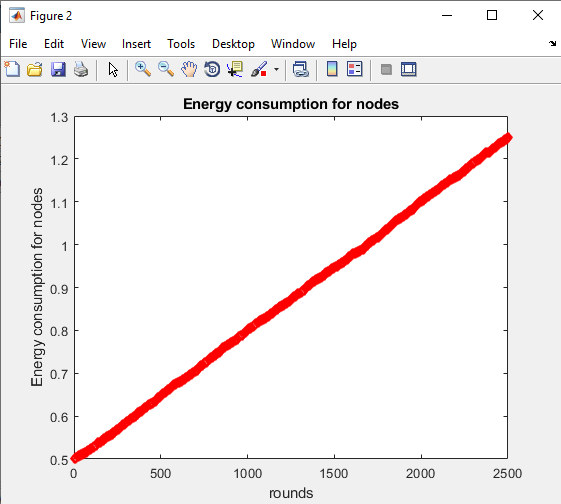 Figure 2
File Edit View Insert Tools Desktop Window Help
Energy consumption for nodes
1.3
1.2
1.1
1
0.9
0.8
0.7
0.6
0.5
Energy consumption for nodes
0 500 1000 1500 2000 2500
rounds